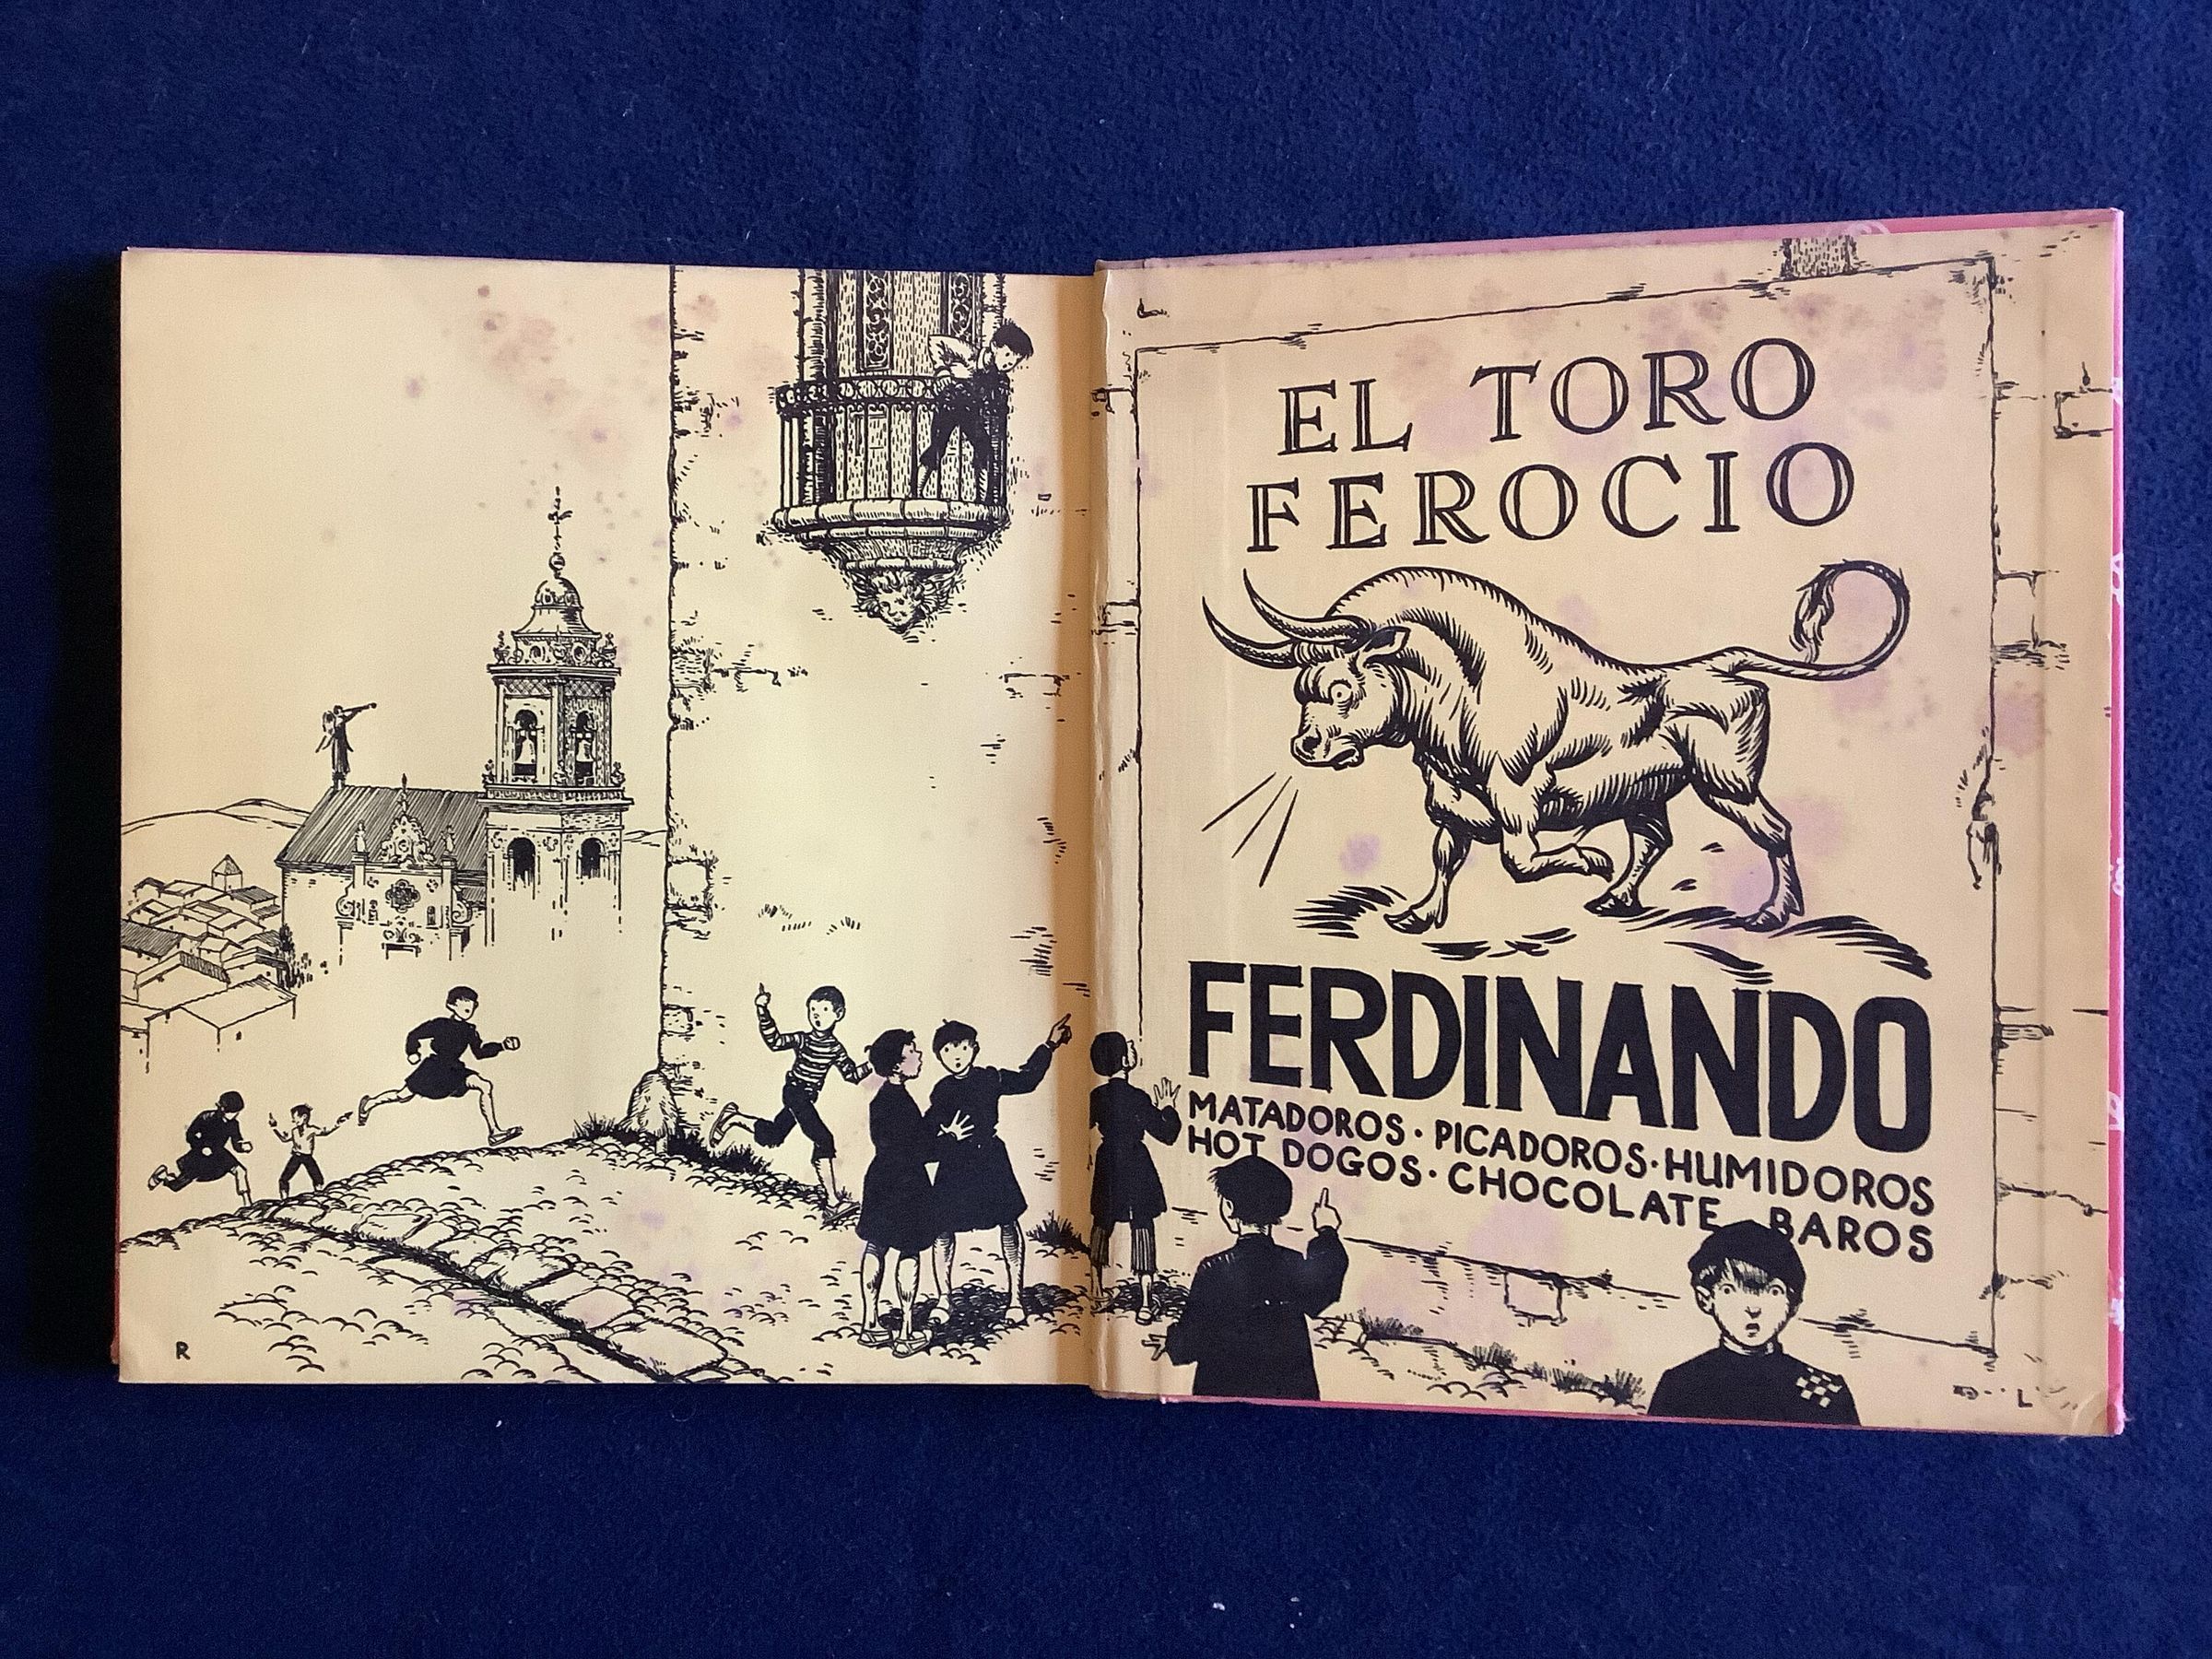 EL TORO
FEROCIO
FERDINANDO
MATADOROS · PICADOROS · HUMIDOROS
HOT DOGOS · CHOCOLATE BAROS
R
L